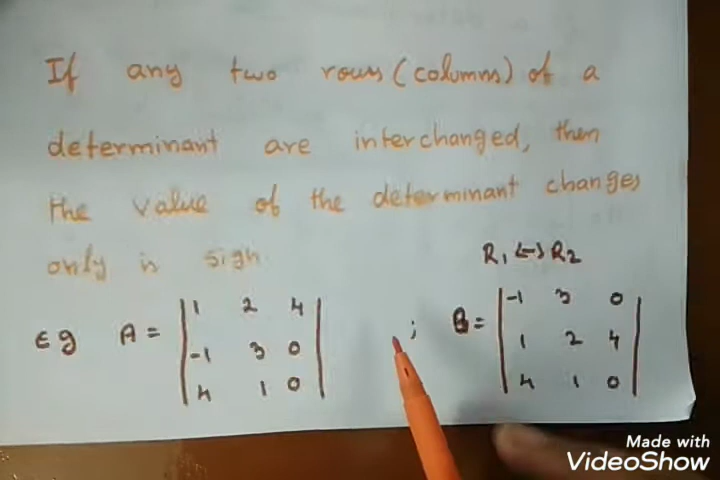 If any two rows (columns) of a
determinant are interchanged, then
the value of the determinant changes
only in sign
R₁ ↔ R₂
Eg A = | 1 2 4 | ; B = | -1 3 0 |
| -1 3 0 | | 1 2 4 |
| 4 1 0 | | 4 1 0 |
Made with
VideoShow